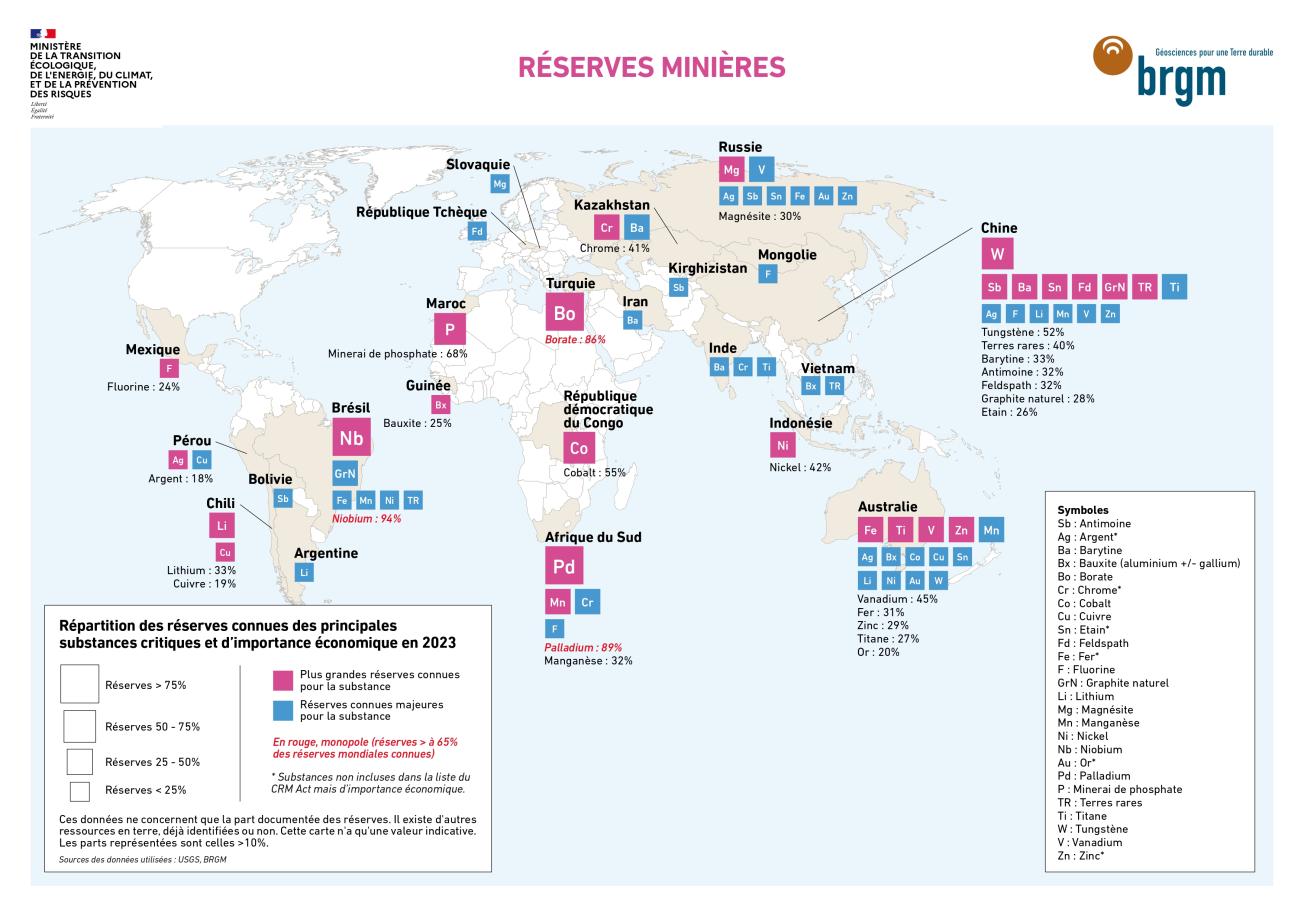 MINISTÈRE
DE LA TRANSITION
ÉCOLOGIQUE,
DE L'ENERGIE, DU CLIMAT,
ET DE LA PRÉVENTION
DES RISQUES
Liberté
Égalité
Fraternité
RÉSERVES MINIÈRES
Géosciences pour une Terre durable
brgm
Russie
Mg V
Ag Sb Sn Fe Au Zn
Magnésite : 30%
Slovaquie
Mg
République Tchèque
Fd
Kazakhstan
Cr Ba
Chrome : 41%
Mongolie
F
Kirghizistan
Sb
Chine
W
Sb Ba Sn Fd GrN TR Ti
Ag F Li Mn V Zn
Tungstène : 52%
Terres rares : 40%
Barytine : 33%
Antimoine : 32%
Feldspath : 32%
Graphite naturel : 28%
Etain : 26%
Turquie
Bo
Borate : 86%
Iran
Ba
Maroc
P
Minerai de phosphate : 68%
Inde
Ba Cr Ti
Vietnam
Bx TR
Mexique
F
Fluorine : 24%
Guinée
Bx
Bauxite : 25%
République
démocratique
du Congo
Co
Cobalt : 55%
Indonésie
Ni
Nickel : 42%
Brésil
Nb
GrN
Fe Mn Ni TR
Niobium : 94%
Pérou
Ag Cu
Argent : 18%
Bolivie
Sb
Chili
Li
Cu
Lithium : 33%
Cuivre : 19%
Argentine
Li
Afrique du Sud
Pd
Mn Cr
F
Palladium : 89%
Manganèse : 32%
Australie
Fe Ti V Zn Mn
Ag Bx Co Cu Sn
Li Ni Au W
Vanadium : 45%
Fer : 31%
Zinc : 29%
Titane : 27%
Or : 20%
Symboles
Sb : Antimoine
Ag : Argent*
Ba : Barytine
Bx : Bauxite (aluminium +/- gallium)
Bo : Borate
Cr : Chrome*
Co : Cobalt
Cu : Cuivre
Sn : Etain*
Fd : Feldspath
Fe : Fer*
F : Fluorine
GrN : Graphite naturel
Li : Lithium
Mg : Magnésite
Mn : Manganèse
Ni : Nickel
Nb : Niobium
Au : Or*
Pd : Palladium
P : Minerai de phosphate
TR : Terres rares
Ti : Titane
W : Tungstène
V : Vanadium
Zn : Zinc*
Répartition des réserves connues des principales
substances critiques et d'importance économique en 2023
Réserves > 75%
Réserves 50 - 75%
Réserves 25 - 50%
Réserves < 25%
Plus grandes réserves connues
pour la substance
Réserves connues majeures
pour la substance
En rouge, monopole (réserves > à 65%
des réserves mondiales connues)
* Substances non incluses dans la liste du
CRM Act mais d'importance économique.
Ces données ne concernent que la part documentée des réserves. Il existe d'autres
ressources en terre, déjà identifiées ou non. Cette carte n'a qu'une valeur indicative.
Les parts représentées sont celles >10%.
Sources des données utilisées : USGS, BRGM